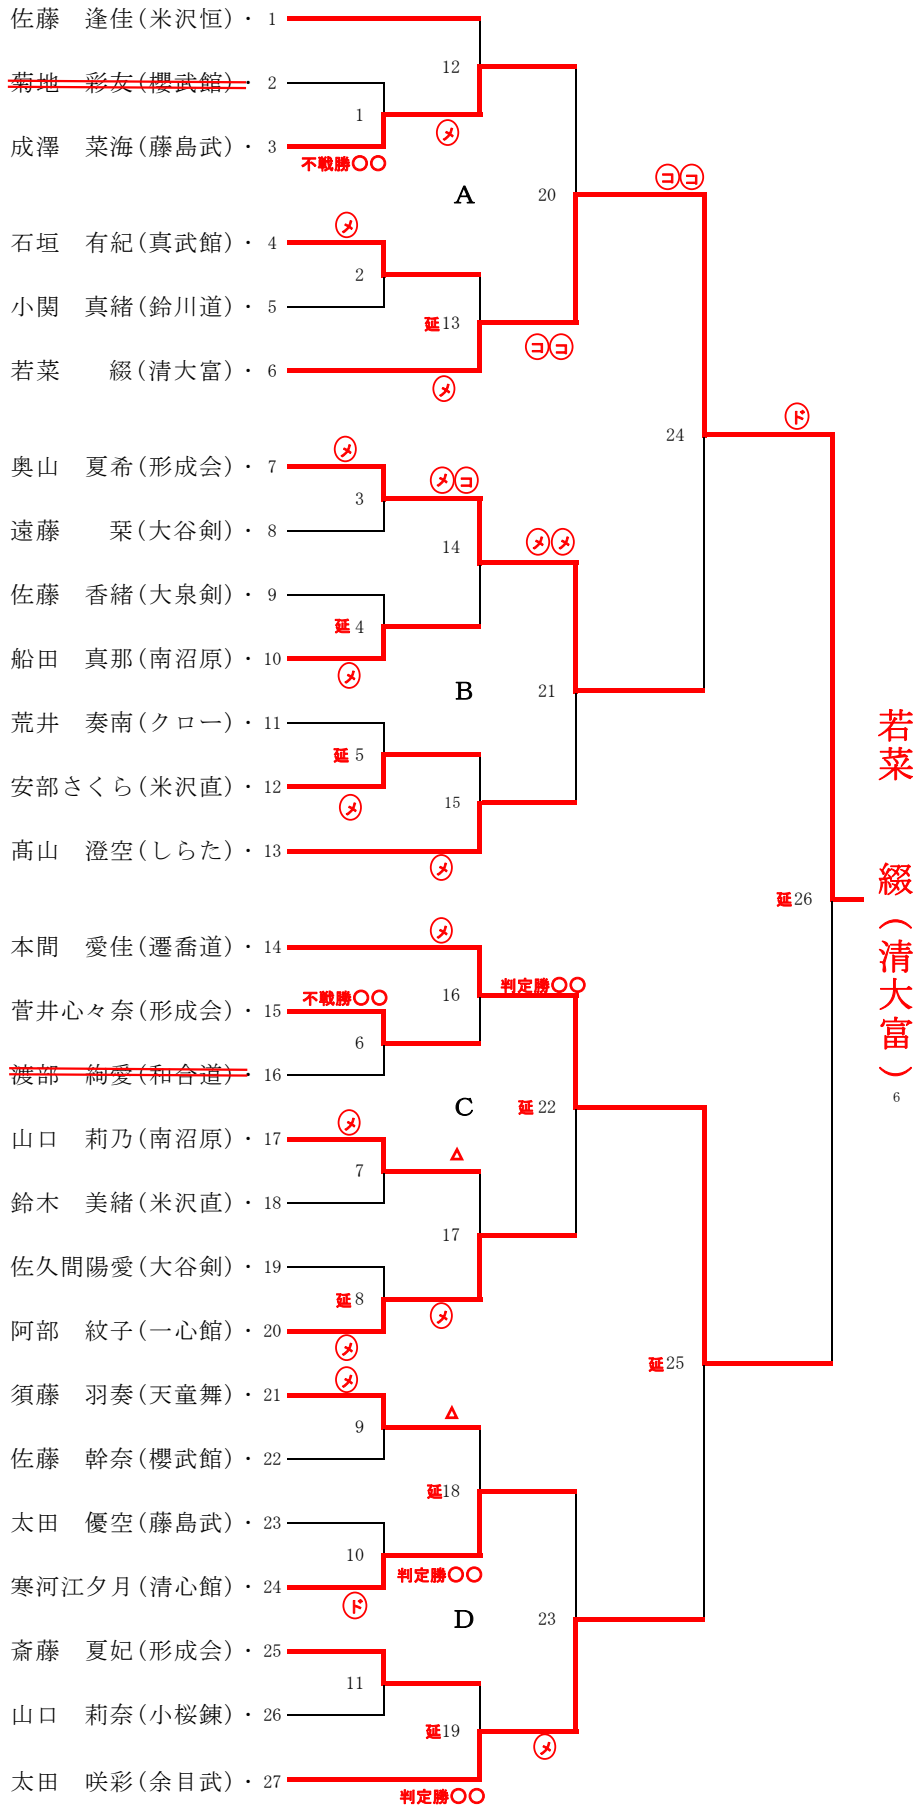 佐藤　逢佳(米沢恒)・ 1
12
菊地　彩友(櫻武館)・ 2
1
メ
成澤　菜海(藤島武)・ 3
不戦勝〇〇
ココ
A
20
メ
石垣　有紀(真武館)・ 4
2
小関　真緒(鈴川道)・ 5
延13
ココ
若菜　　綴(清大富)・ 6
メ
ド
24
メ
奥山　夏希(形成会)・ 7
メコ
3
遠藤　　栞(大谷剣)・ 8
メメ
14
佐藤　香緒(大泉剣)・ 9
延 4
船田　真那(南沼原)・ 10
メ
B
21
荒井　奏南(クロー)・ 11
延 5
安部さくら(米沢直)・ 12
メ
15
髙山　澄空(しらた)・ 13
メ
若菜　　綴(清大富)
6
延26
メ
本間　愛佳(遷喬道)・ 14
判定勝〇〇
不戦勝〇〇
16
菅井心々奈(形成会)・ 15
6
渡部　絢愛(和合道)・ 16
C
延 22
メ
山口　莉乃(南沼原)・ 17
△
7
鈴木　美緒(米沢直)・ 18
17
佐久間陽愛(大谷剣)・ 19
延 8
メ
阿部　紋子(一心館)・ 20
メ
延25
メ
須藤　羽奏(天童舞)・ 21
△
9
佐藤　幹奈(櫻武館)・ 22
延18
太田　優空(藤島武)・ 23
10
判定勝〇〇
寒河江夕月(清心館)・ 24
ド
D
23
斎藤　夏妃(形成会)・ 25
11
山口　莉奈(小桜錬)・ 26
延19
メ
太田　咲彩(余目武)・ 27
判定勝〇〇